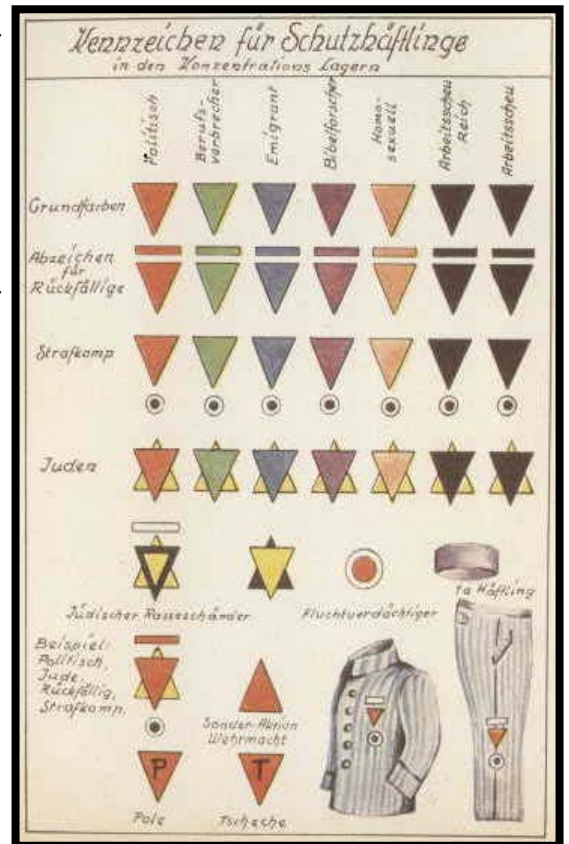 Kennzeichen für Schutzhäftlinge
in den Konzentrations Lagern
Politisch
Berufs-
verbrecher
Emigrant
Bibelforscher
Homo-
sexuell
Arbeitsscheu
Reich
Arbeitsscheu
Grundfarben
Abzeichen
für
Rückfällige
Strafkomp
Juden
Jüdischer Rasseschänder
Fluchtverdächtiger
1a Häftling
Beispiel:
Politisch,
Jude,
Rückfällig,
Strafkomp.
Sonder-Aktion
Wehrmacht
P
T
Pole
Tscheche